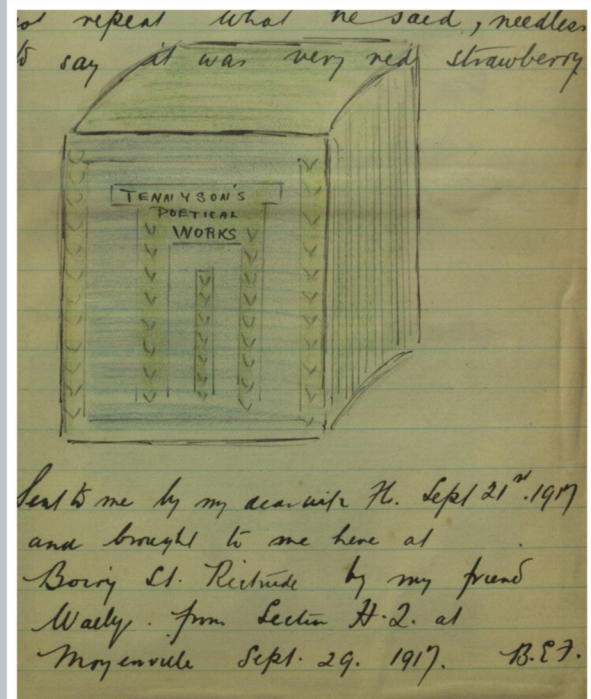 not repeat what he said, needless
to say it was very red strawberry
TENNYSON'S
POETICAL
WORKS
Sent to me by my dear wife H. Sept 21st. 1917
and brought to me here at
Boiry St. Rictrude by my friend
Wally. from Section H.Q. at
Moyenville Sept. 29. 1917. B.E.F.